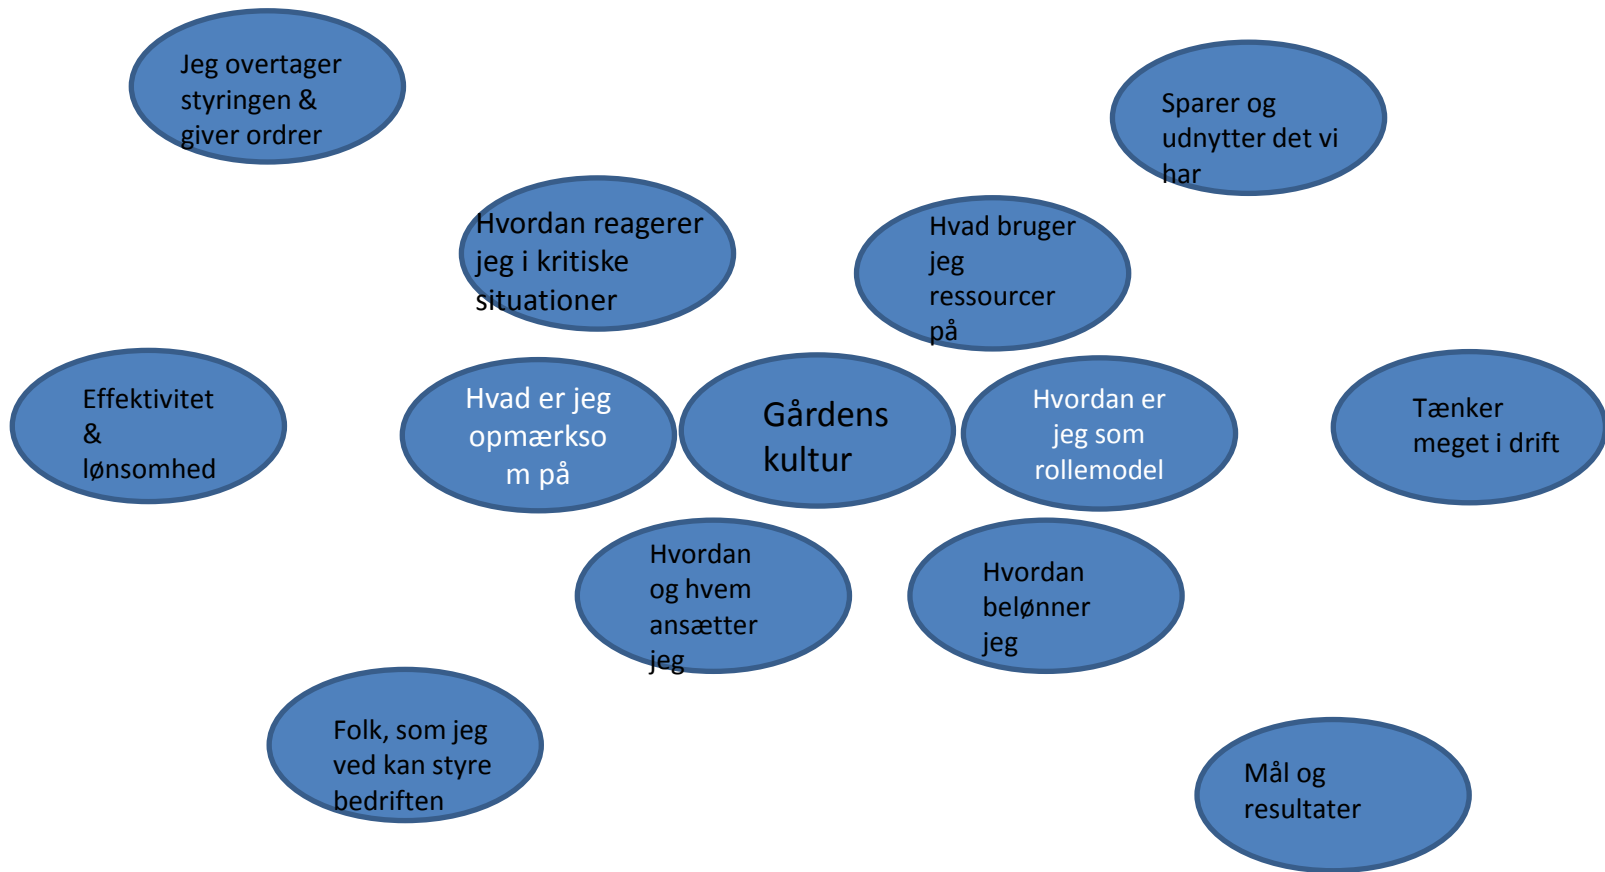 Jeg overtager
styringen &
giver ordrer
Sparer og
udnytter det vi
har
Hvordan reagerer
jeg i kritiske
situationer
Hvad bruger
jeg
ressourcer
på
Effektivitet
&
lønsomhed
Hvad er jeg
opmærkso
m på
Gårdens
kultur
Hvordan er
jeg som
rollemodel
Tænker
meget i drift
Hvordan
og hvem
ansætter
jeg
Hvordan
belønner
jeg
Folk, som jeg
ved kan styre
bedriften
Mål og
resultater